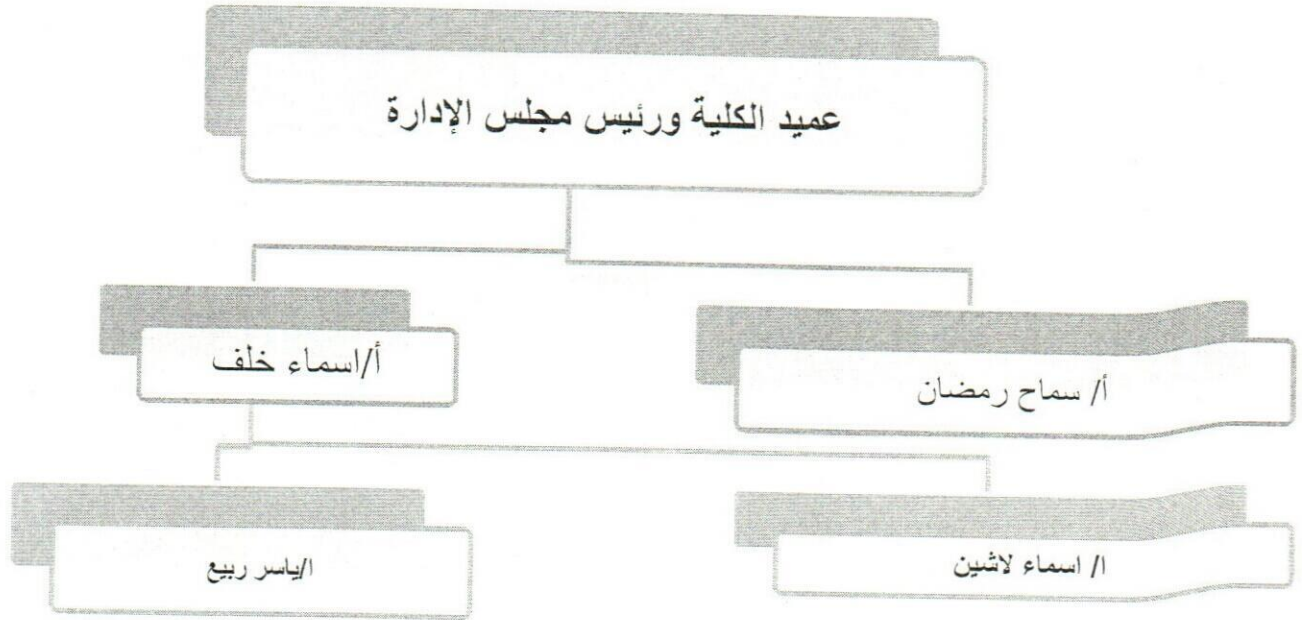 عميد الكلية ورئيس مجلس الإدارة
أ/ سماح رمضان
أ/اسماء خلف
ا/ اسماء لاشين
ا/ياسر ربيع